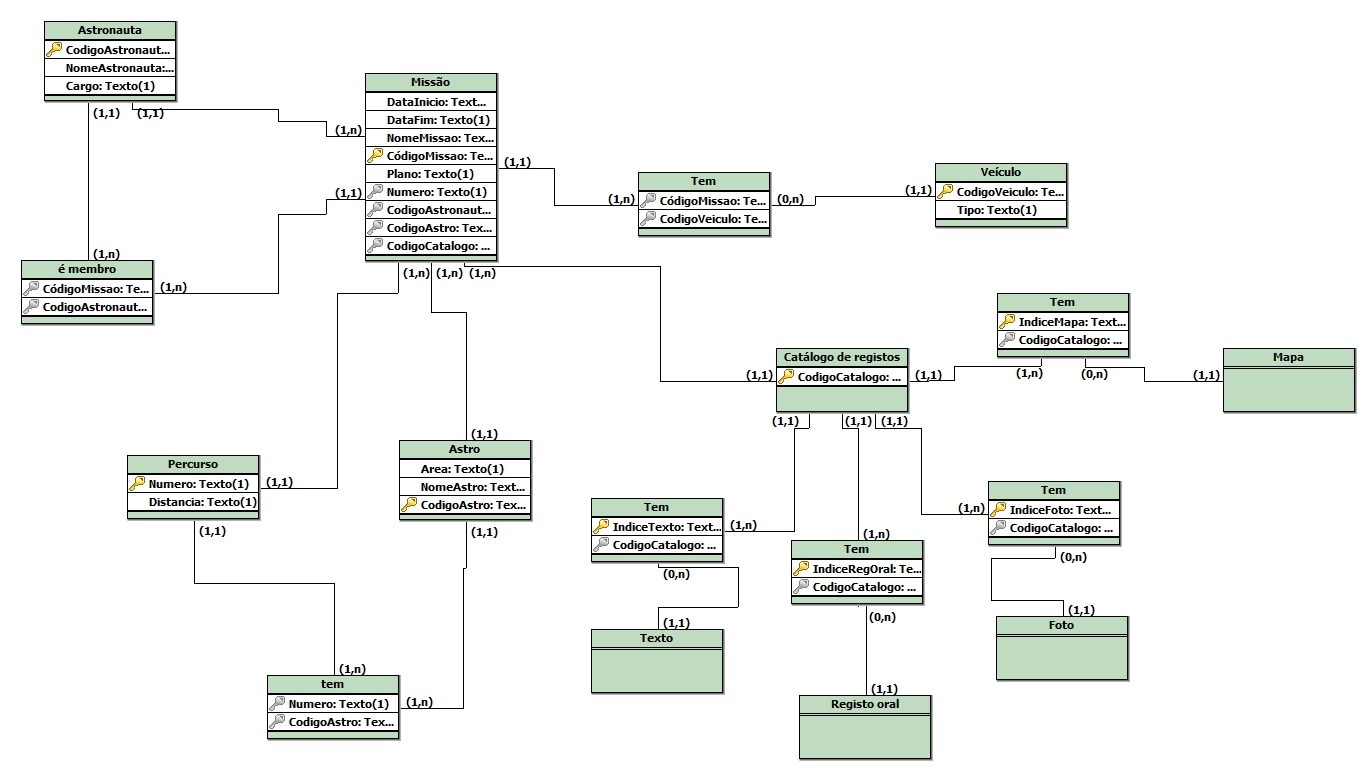 Astronauta
CodigoAstronaut...
NomeAstronauta:...
Cargo: Texto(1)
(1,1)
(1,1)
(1,n)
Missão
DataInicio: Text...
DataFim: Texto(1)
NomeMissao: Tex...
CódigoMissao: Te...
Plano: Texto(1)
Numero: Texto(1)
CodigoAstronaut...
CodigoAstro: Tex...
CodigoCatalogo: ...
(1,1)
(1,1)
(1,n)
(1,n)
(1,n)
(1,n)
Tem
CódigoMissao: Te...
CodigoVeiculo: Te...
(0,n)
(1,1)
Veículo
CodigoVeiculo: Te...
Tipo: Texto(1)
(1,n)
é membro
CódigoMissao: Te...
CodigoAstronaut...
(1,n)
Tem
IndiceMapa: Text...
CodigoCatalogo: ...
(1,n)
(0,n)
(1,1)
Mapa
(1,1)
Catálogo de registos
CodigoCatalogo: ...
(1,1)
(1,1)
(1,1)
(1,1)
(1,1)
Astro
Area: Texto(1)
NomeAstro: Text...
CodigoAstro: Tex...
(1,1)
Percurso
Numero: Texto(1)
Distancia: Texto(1)
(1,1)
(1,1)
Tem
IndiceTexto: Text...
CodigoCatalogo: ...
(1,n)
(0,n)
(1,1)
Texto
(1,n)
Tem
IndiceRegOral: Te...
CodigoCatalogo: ...
(0,n)
(1,1)
Registo oral
(1,n)
Tem
IndiceFoto: Text...
CodigoCatalogo: ...
(0,n)
(1,1)
Foto
(1,n)
tem
Numero: Texto(1)
CodigoAstro: Tex...
(1,n)